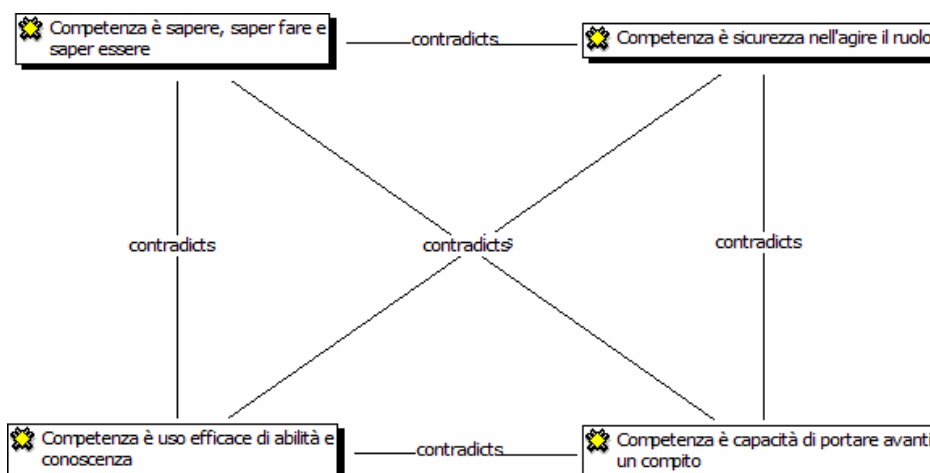 Competenza è sapere, saper fare e
saper essere
contradicts
Competenza è sicurezza nell'agire il ruolo
contradicts
contradicts
contradicts
Competenza è uso efficace di abilità e
conoscenza
contradicts
Competenza è capacità di portare avanti
un compito